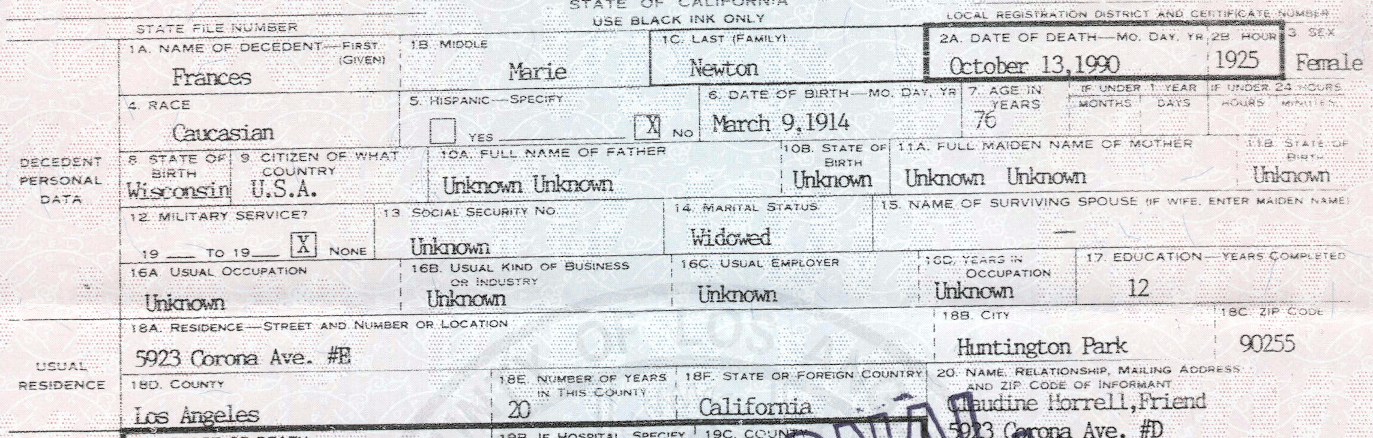 STATE OF CALIFORNIA
USE BLACK INK ONLY
STATE FILE NUMBER
LOCAL REGISTRATION DISTRICT AND CERTIFICATE NUMBER
1A. NAME OF DECEDENT—FIRST (GIVEN)
Frances
1B. MIDDLE
Marie
1C. LAST (FAMILY)
Newton
2A. DATE OF DEATH—MO. DAY, YR
October 13,1990
2B HOUR
1925
3 SEX
Female
4. RACE
Caucasian
5. HISPANIC—SPECIFY
YES
X NO
6. DATE OF BIRTH—MO. DAY, YR
March 9,1914
7. AGE IN YEARS
76
IF UNDER 1 YEAR
MONTHS DAYS
IF UNDER 24 HOURS
HOURS MINUTES
DECEDENT
PERSONAL
DATA
8 STATE OF BIRTH
Wisconsin
9. CITIZEN OF WHAT COUNTRY
U.S.A.
10A. FULL NAME OF FATHER
Unknown Unknown
10B. STATE OF BIRTH
Unknown
11A. FULL MAIDEN NAME OF MOTHER
Unknown Unknown
11B. STATE OF BIRTH
Unknown
12. MILITARY SERVICE?
19 ___ TO 19___ X NONE
13. SOCIAL SECURITY NO.
Unknown
14. MARITAL STATUS
Widowed
15. NAME OF SURVIVING SPOUSE (IF WIFE, ENTER MAIDEN NAME)
—
16A USUAL OCCUPATION
Unknown
16B. USUAL KIND OF BUSINESS OR INDUSTRY
Unknown
16C. USUAL EMPLOYER
Unknown
16D. YEARS IN OCCUPATION
Unknown
17. EDUCATION—YEARS COMPLETED
12
USUAL
RESIDENCE
18A. RESIDENCE—STREET AND NUMBER OR LOCATION
5923 Corona Ave. #E
18B. CITY
Huntington Park
18C. ZIP CODE
90255
18D. COUNTY
Los Angeles
18E. NUMBER OF YEARS IN THIS COUNTY
20
18F. STATE OR FOREIGN COUNTRY
California
20. NAME, RELATIONSHIP, MAILING ADDRESS AND ZIP CODE OF INFORMANT
Claudine Horrell,Friend
5923 Corona Ave. #D
19B. IF HOSPITAL, SPECIFY
19C. COUNTY
OF LOS